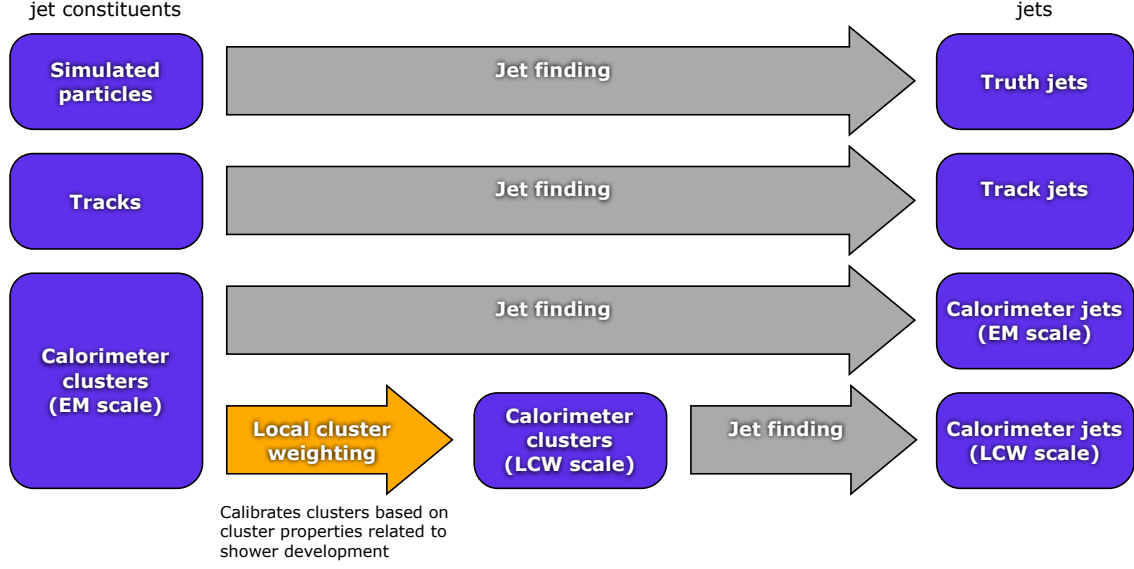 jet constituents
jets
Simulated
particles
Jet finding
Truth jets
Tracks
Jet finding
Track jets
Calorimeter
clusters
(EM scale)
Jet finding
Calorimeter jets
(EM scale)
Local cluster
weighting
Calorimeter
clusters
(LCW scale)
Jet finding
Calorimeter jets
(LCW scale)
Calibrates clusters based on
cluster properties related to
shower development